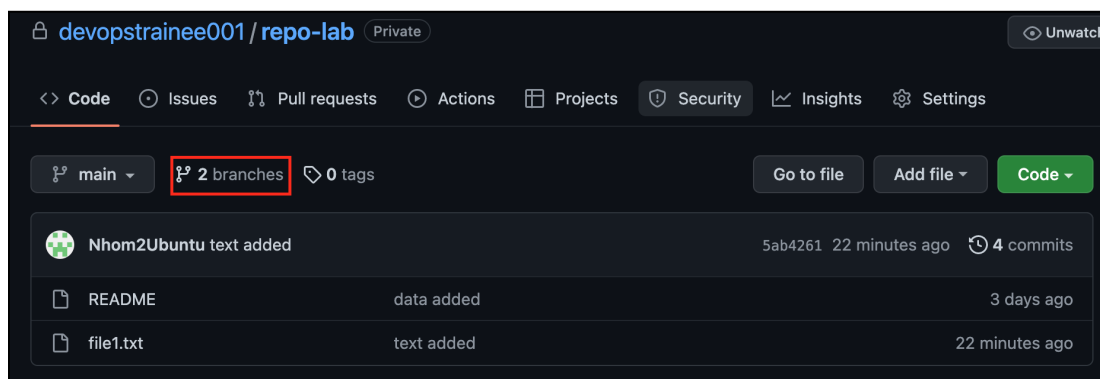 devopstrainee001 / repo-lab Private Unwatc
<> Code Issues Pull requests Actions Projects Security Insights Settings
main 2 branches 0 tags Go to file Add file Code
Nhom2Ubuntu text added 5ab4261 22 minutes ago 4 commits
README data added 3 days ago
file1.txt text added 22 minutes ago